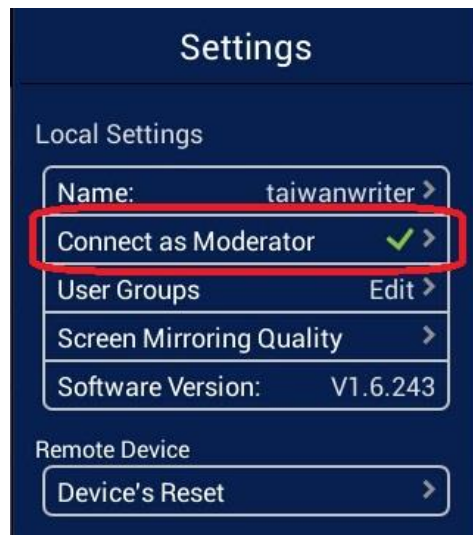 Settings
Local Settings
Name: taiwanwriter >
Connect as Moderator ✓ >
User Groups Edit >
Screen Mirroring Quality >
Software Version: V1.6.243
Remote Device
Device's Reset >